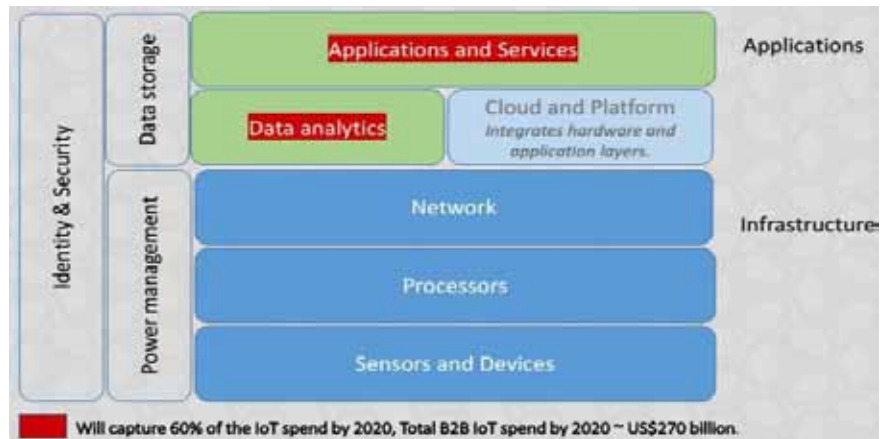 Identity & Security
Data storage
Power management
Applications and Services
Applications
Data analytics
Cloud and Platform
Integrates hardware and
application layers.
Network
Infrastructure
Processors
Sensors and Devices
Will capture 60% of the IoT spend by 2020, Total B2B IoT spend by 2020 ~ US$270 billion.